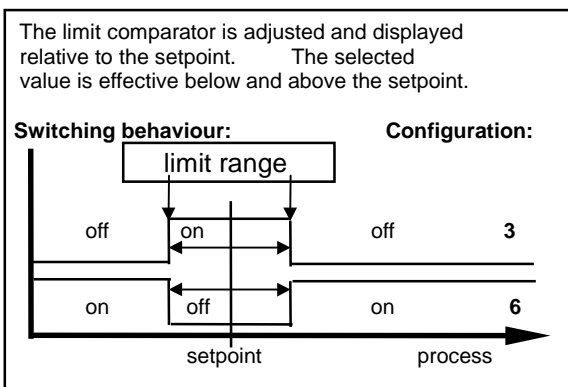 The limit comparator is adjusted and displayed
relative to the setpoint. The selected
value is effective below and above the setpoint.
Switching behaviour: Configuration:
limit range
off on off 3
on off on 6
setpoint process